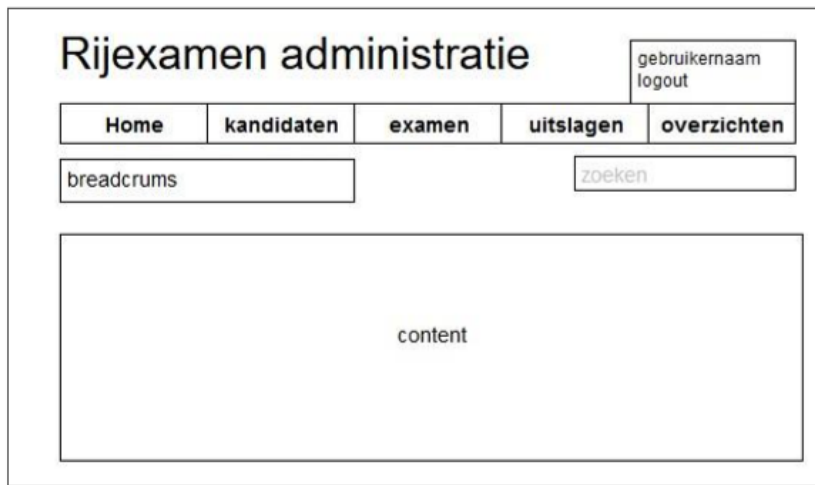 Rijexamen administratie
gebruikernaam
logout
Home kandidaten examen uitslagen overzichten
breadcrums
zoeken
content